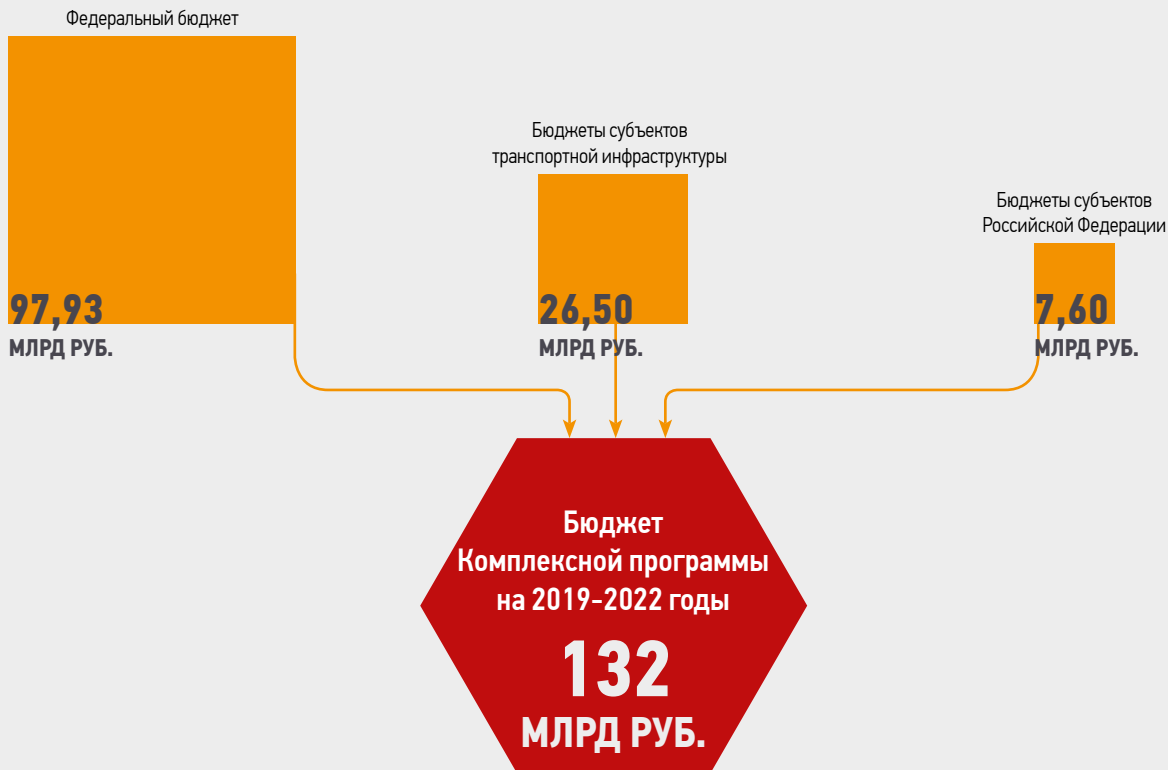 Федеральный бюджет
97,93
МЛРД РУБ.
Бюджеты субъектов
транспортной инфраструктуры
26,50
МЛРД РУБ.
Бюджеты субъектов
Российской Федерации
7,60
МЛРД РУБ.
Бюджет
Комплексной программы
на 2019-2022 годы
132
МЛРД РУБ.